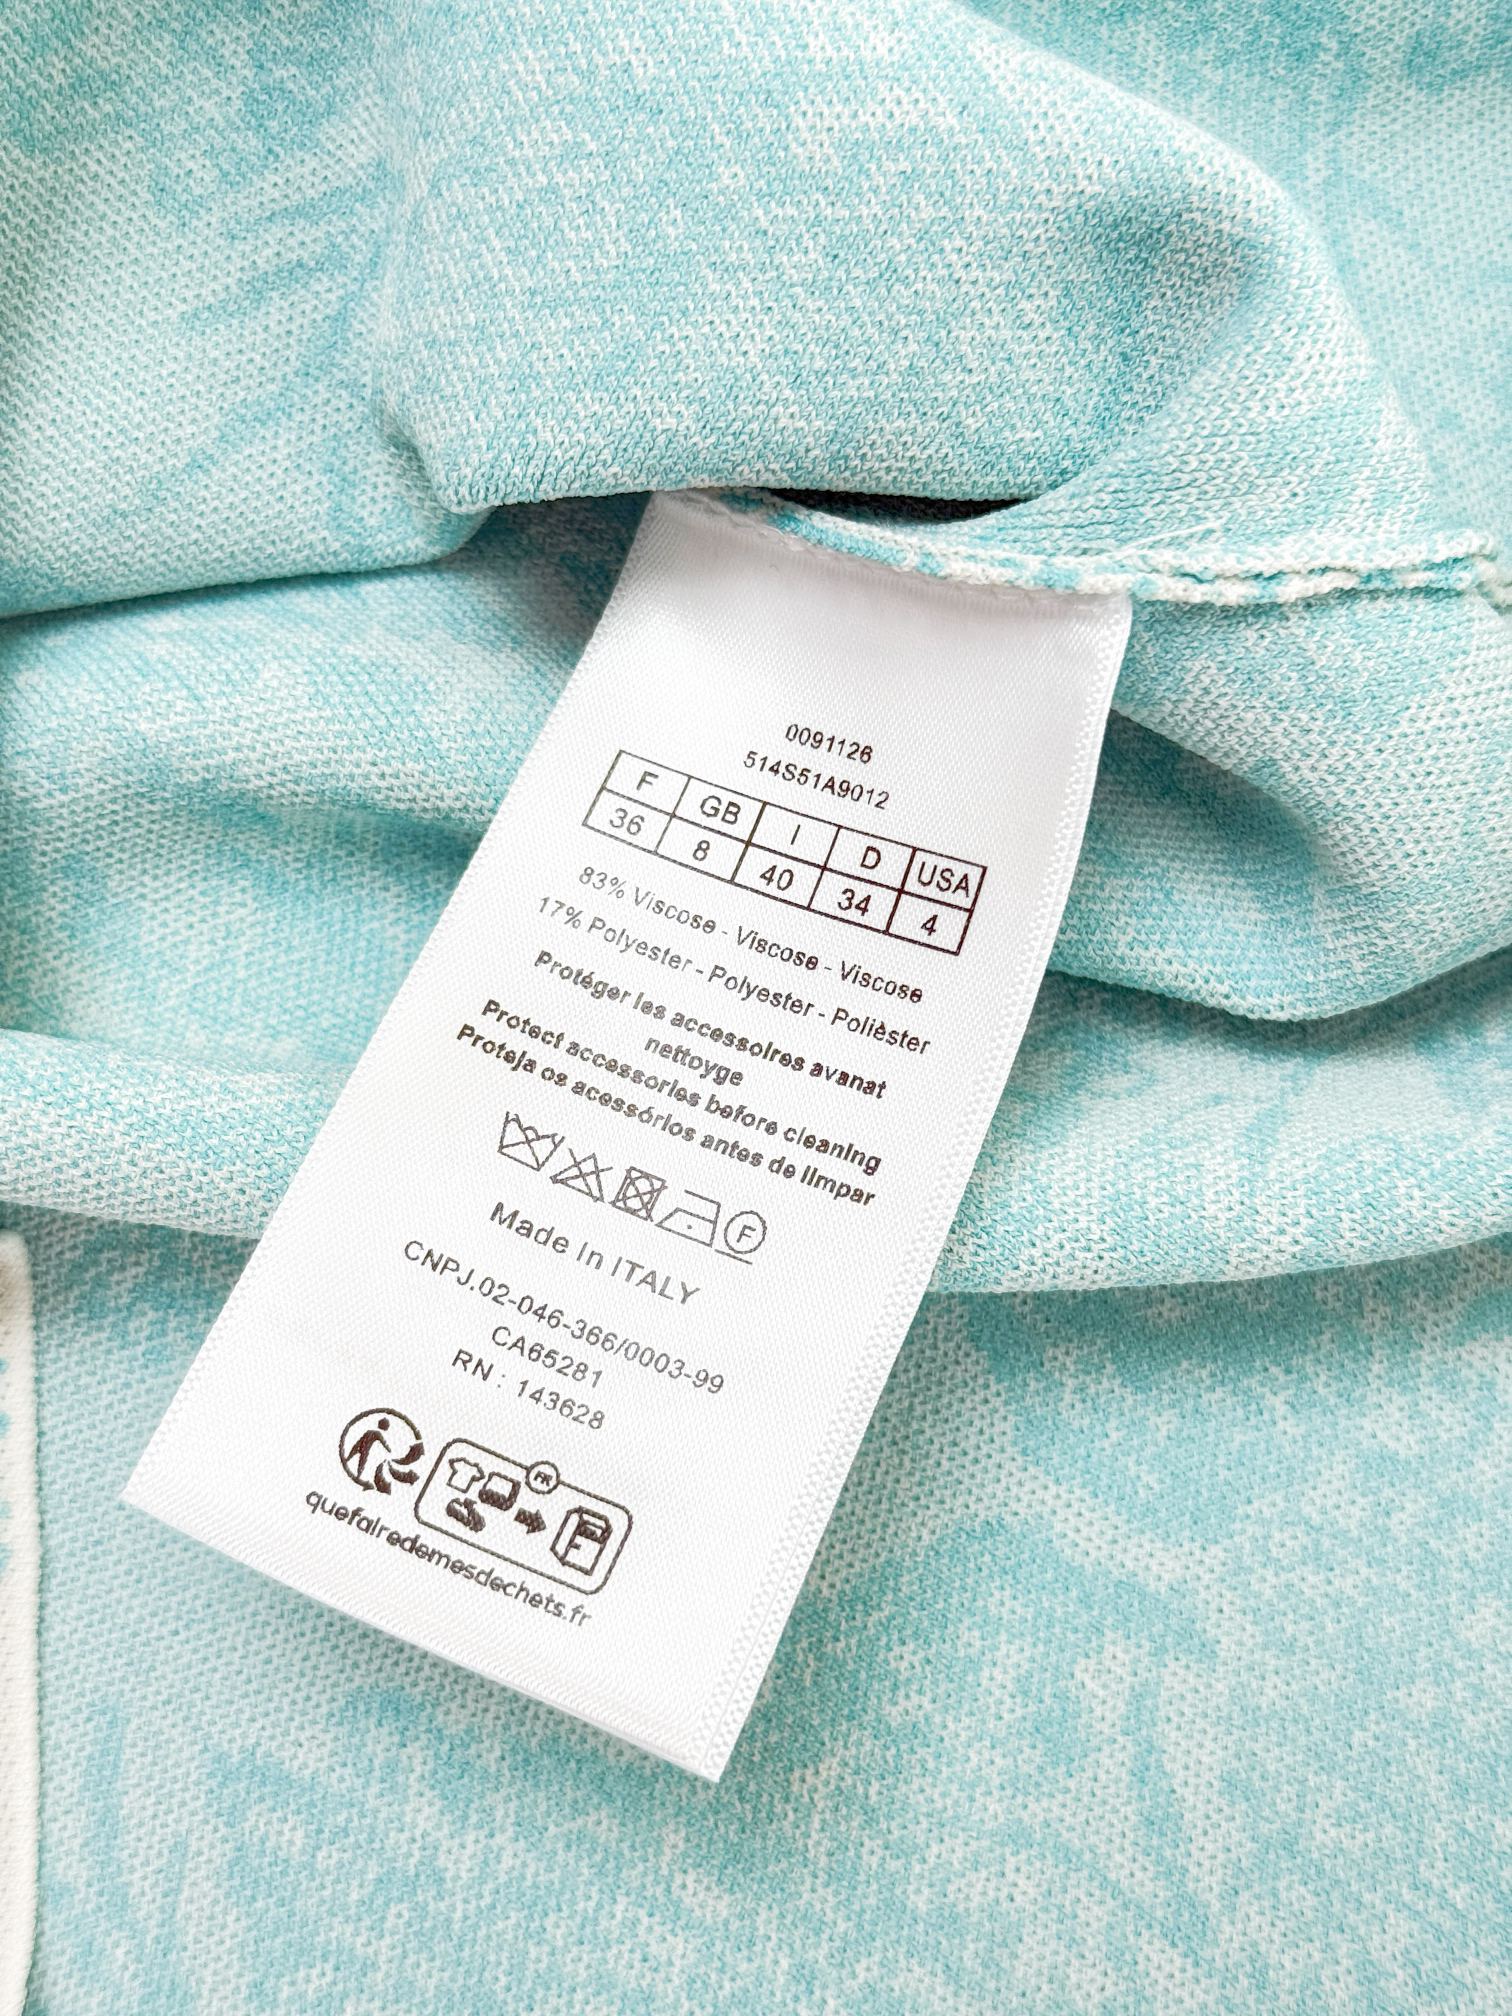 0091126
514S51A9012
F GB I D USA
36 8 40 34 4
83% Viscose - Viscose - Viscose
17% Polyester - Polyester - Polièster
Protéger les accessoires avanat
nettoyge
Protect accessories before cleaning
Proteja os acessórios antes de limpar
F
Made in ITALY
CNPJ.02-046-366/0003-99
CA65281
RN : 143628
FR
quefairedemesdechets.fr